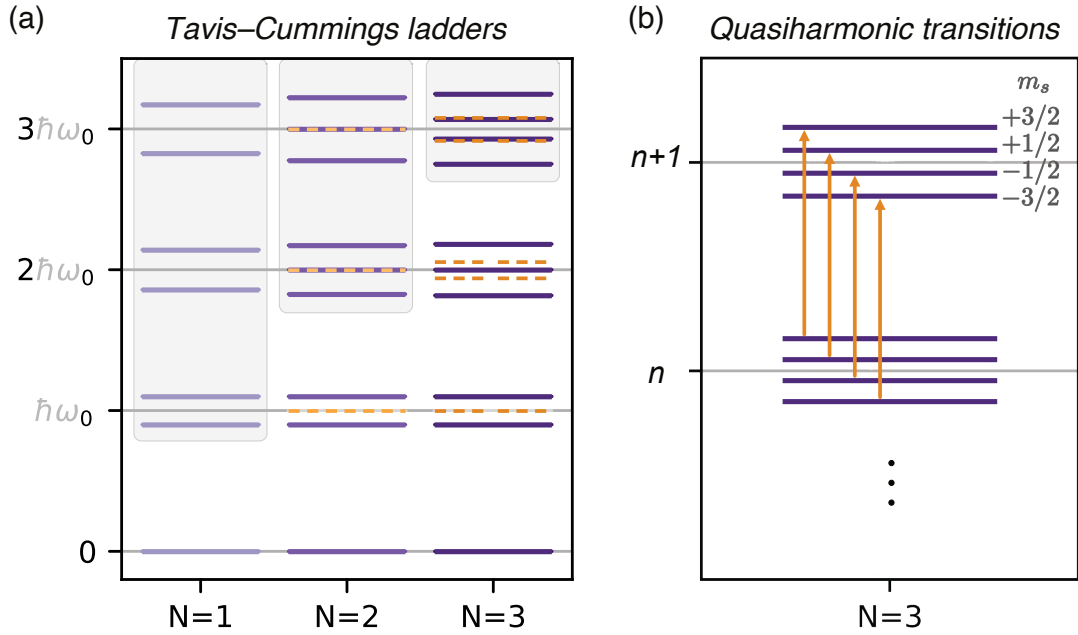 (a) Tavis–Cummings ladders
3ħω₀
2ħω₀
ħω₀
0
N=1 N=2 N=3
(b) Quasiharmonic transitions
mₛ
+3/2
+1/2
n+1
−1/2
−3/2
n
N=3